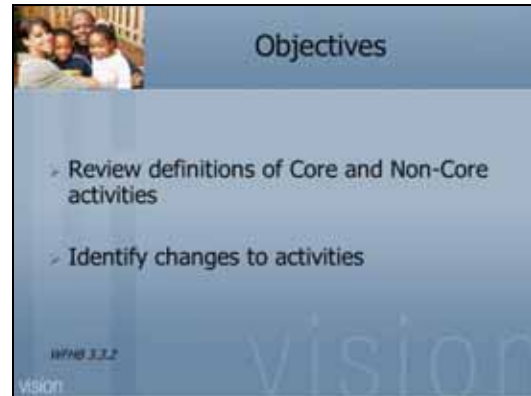 Objectives
Review definitions of Core and Non-Core
activities
Identify changes to activities
WFHB 3.3.2
vision
vision